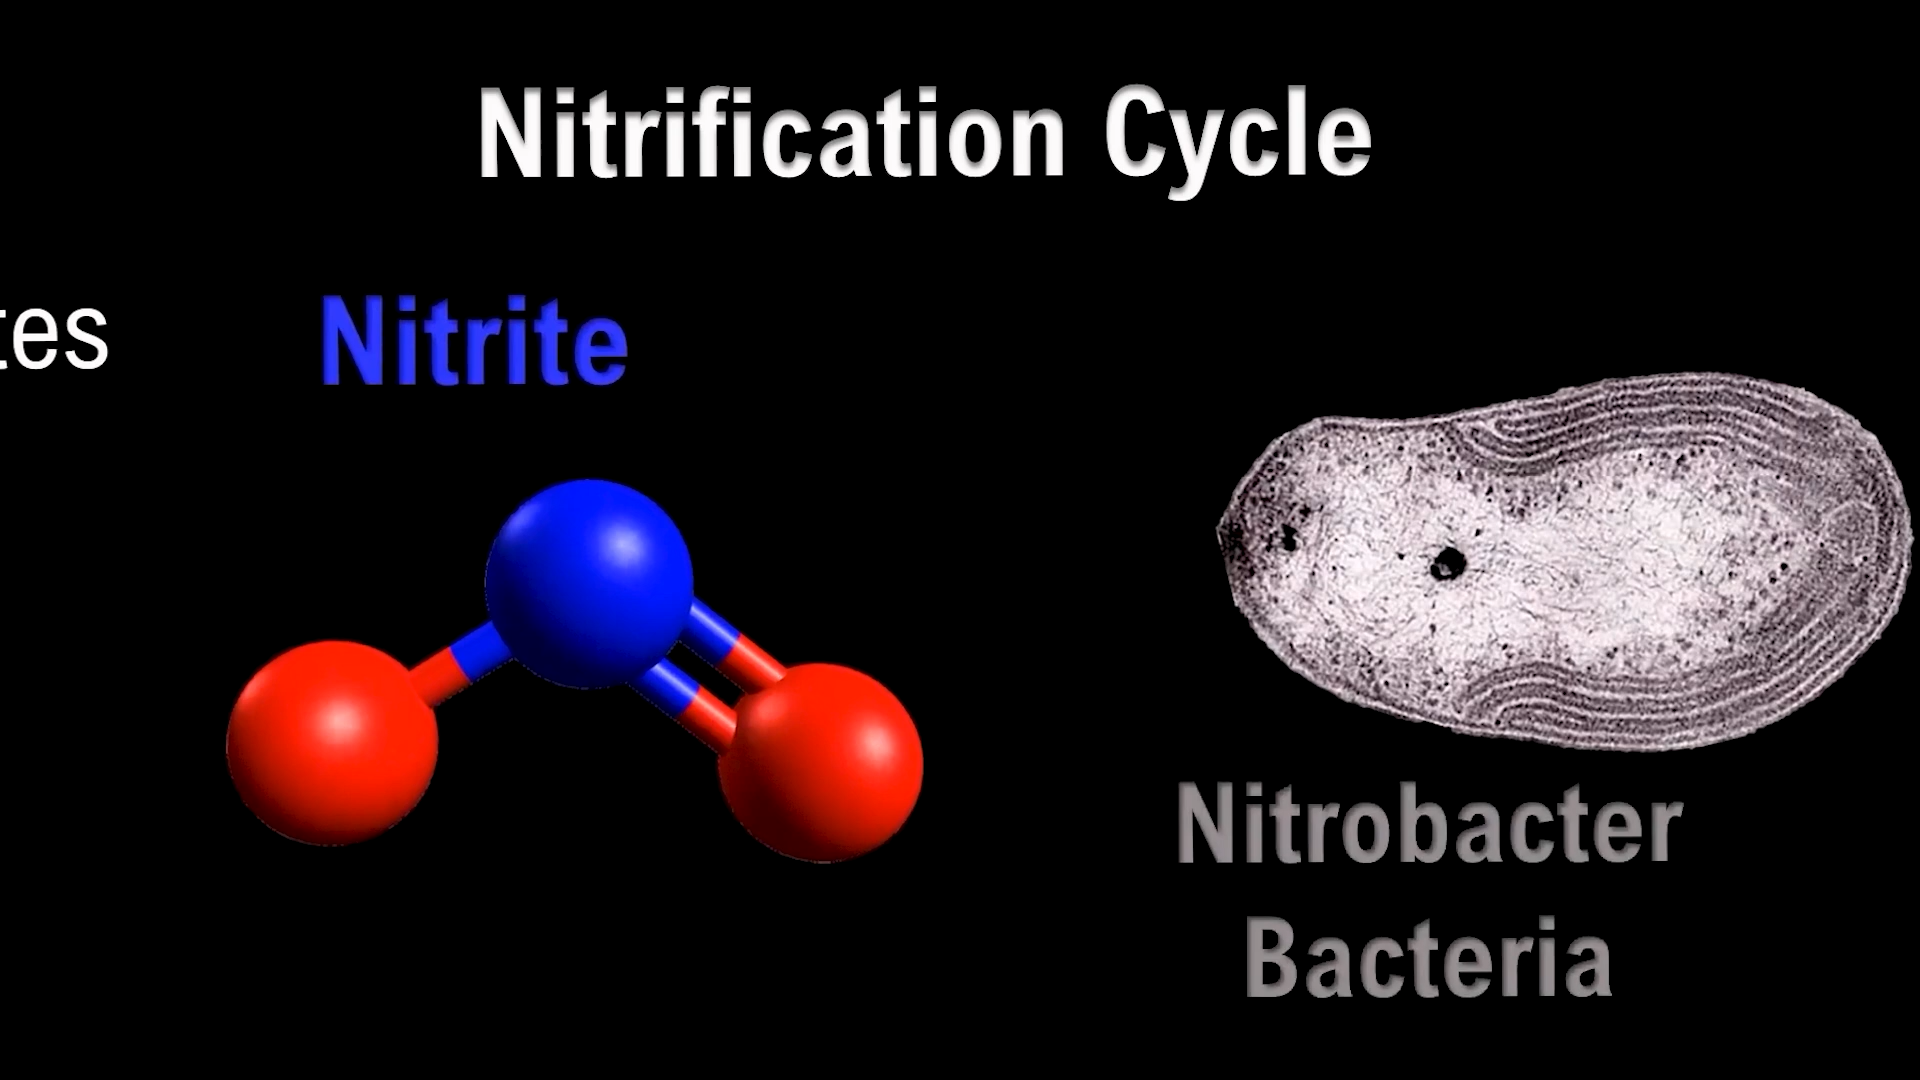 Nitrification Cycle
tes
Nitrite
Nitrobacter
Bacteria